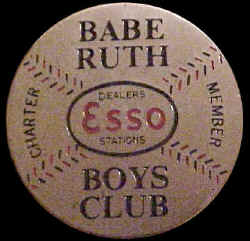 BABE
RUTH
CHARTER
DEALERS
Esso
STATIONS
MEMBER
BOYS
CLUB